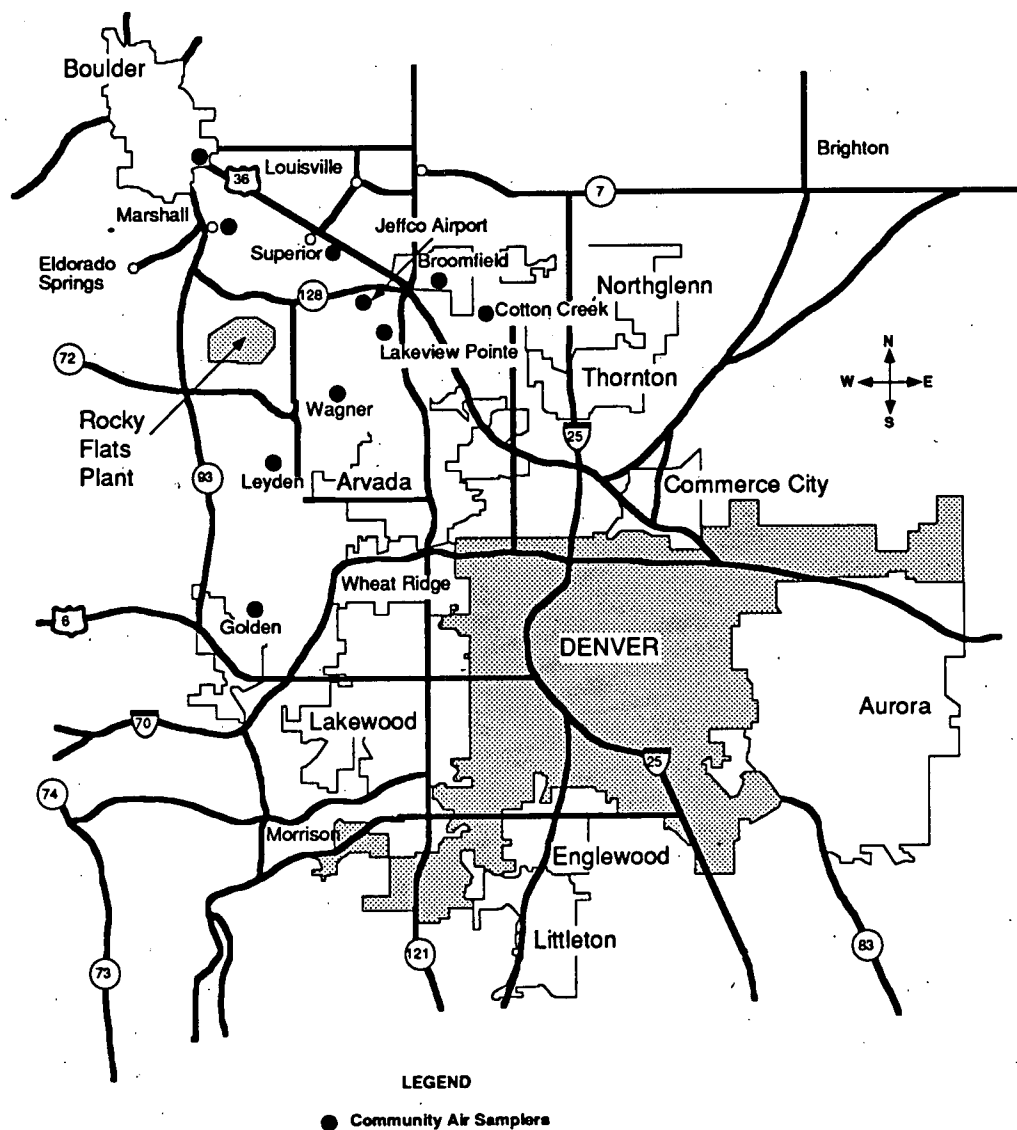 Boulder
Louisville
36
Brighton
7
Marshall
Jeffco Airport
Superior
Broomfield
Eldorado
Springs
Northglenn
128
Cotton Creek
72
Lakeview Pointe
N
W
E
S
Thornton
Wagner
Rocky
Flats
Plant
25
93
Leyden
Arvada
Commerce City
Wheat Ridge
6
Golden
DENVER
70
Lakewood
Aurora
25
74
Morrison
Englewood
Littleton
121
83
73
LEGEND
Community Air Samplers